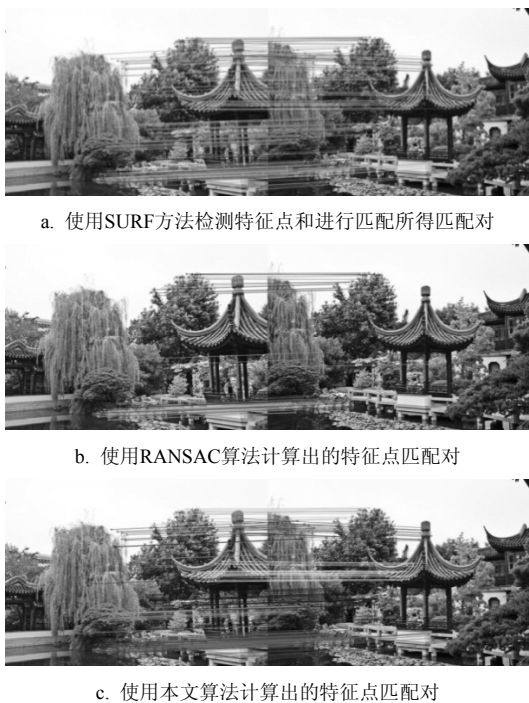 a. 使用SURF方法检测特征点和进行匹配所得匹配对
b. 使用RANSAC算法计算出的特征点匹配对
c. 使用本文算法计算出的特征点匹配对